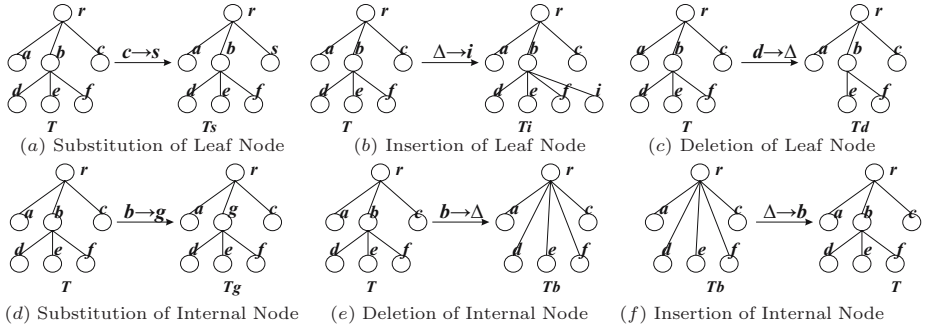 r r r r r r
a b c c→s a b s a b c Δ→i a b c a b c d→Δ a b c
d e f d e f d e f d e f i d e f e f
T Ts T Ti T Td
(a) Substitution of Leaf Node (b) Insertion of Leaf Node (c) Deletion of Leaf Node
r r r r r r
a b c b→g a g c a b c b→Δ a c a c Δ→b a b c
d e f d e f d e f d e f d e f d e f
T Tg T Tb Tb T
(d) Substitution of Internal Node (e) Deletion of Internal Node (f) Insertion of Internal Node